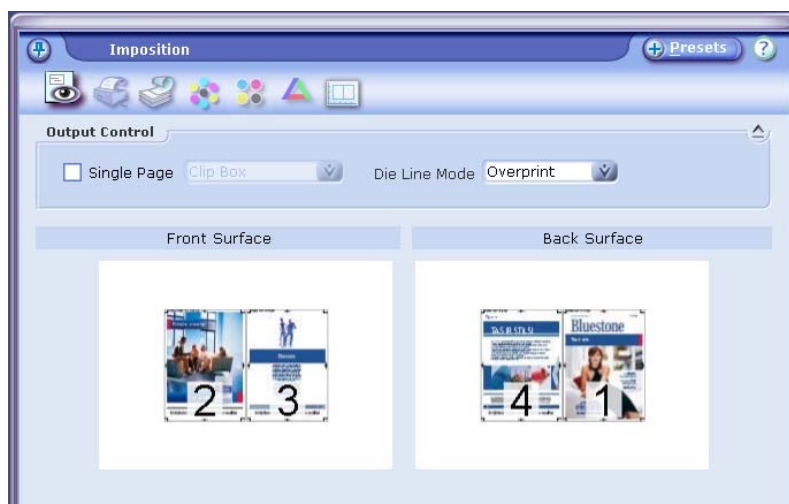 Imposition
Presets
?
Output Control
Single Page Clip Box Die Line Mode Overprint
Front Surface Back Surface
Bluestone
2 3 4 1